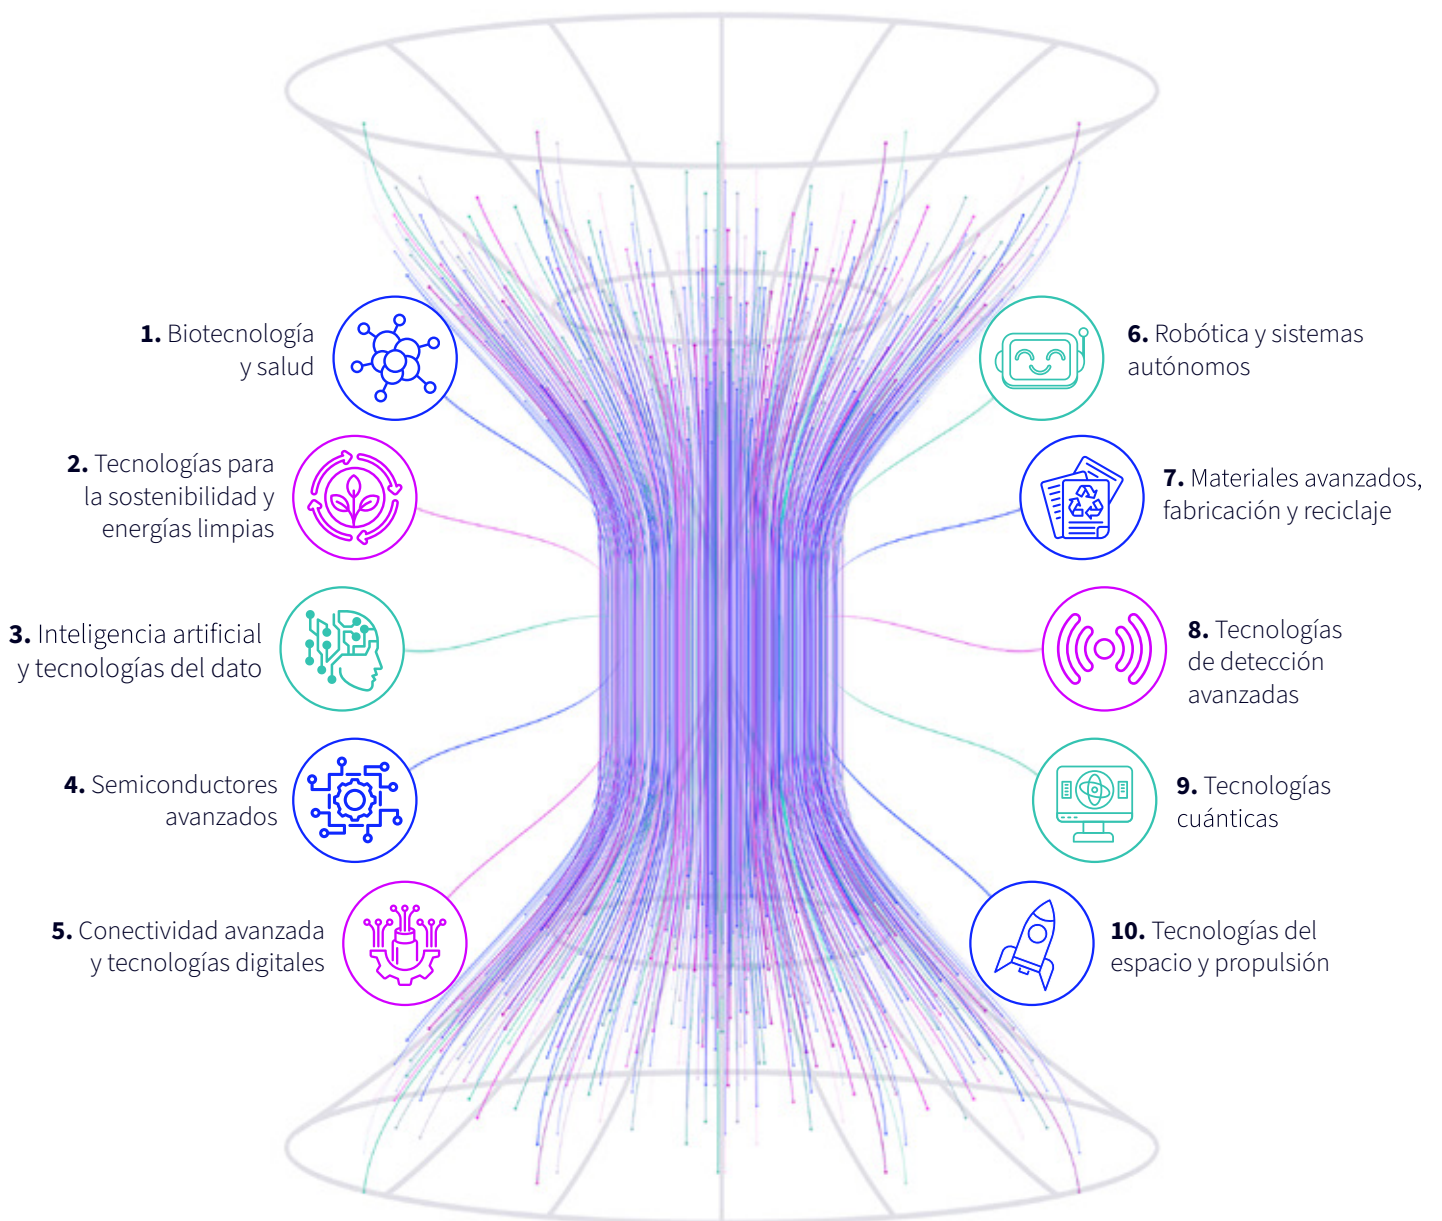 1. Biotecnología
y salud
2. Tecnologías para
la sostenibilidad y
energías limpias
3. Inteligencia artificial
y tecnologías del dato
4. Semiconductores
avanzados
5. Conectividad avanzada
y tecnologías digitales
6. Robótica y sistemas
autónomos
7. Materiales avanzados,
fabricación y reciclaje
8. Tecnologías
de detección
avanzadas
9. Tecnologías
cuánticas
10. Tecnologías del
espacio y propulsión